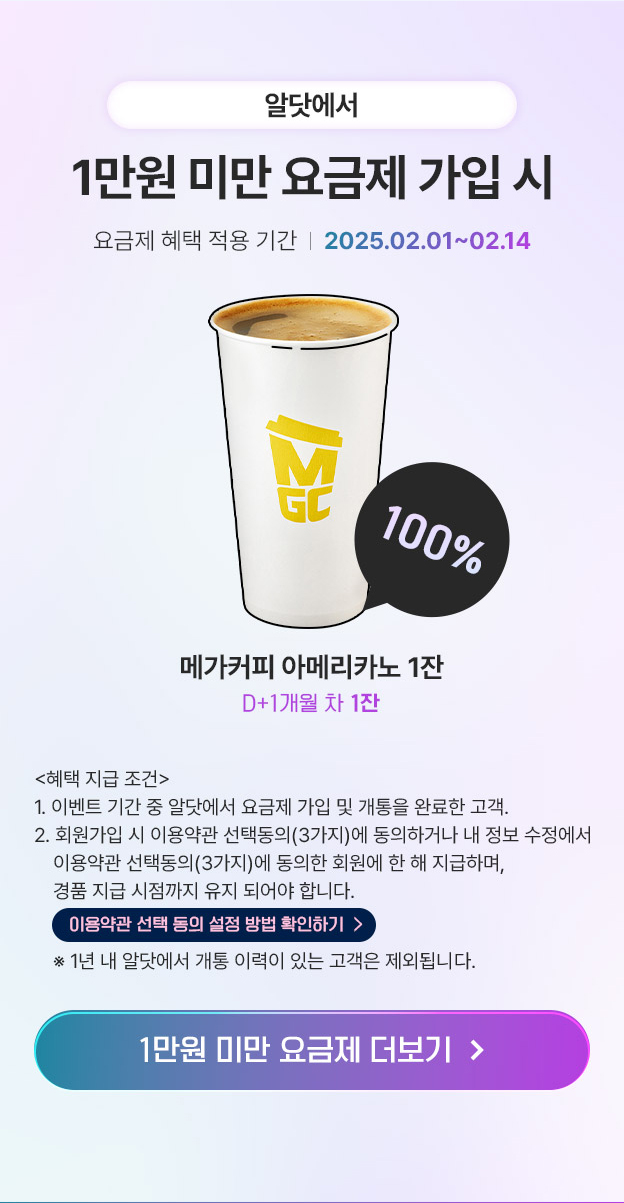 알닷에서
1만원 미만 요금제 가입 시
요금제 혜택 적용 기간 | 2025.02.01~02.14
M
GC
100%
메가커피 아메리카노 1잔
D+1개월 차 1잔
<혜택 지급 조건>
1. 이벤트 기간 중 알닷에서 요금제 가입 및 개통을 완료한 고객.
2. 회원가입 시 이용약관 선택동의(3가지)에 동의하거나 내 정보 수정에서
이용약관 선택동의(3가지)에 동의한 회원에 한 해 지급하며,
경품 지급 시점까지 유지 되어야 합니다.
이용약관 선택 동의 설정 방법 확인하기 >
※ 1년 내 알닷에서 개통 이력이 있는 고객은 제외됩니다.
1만원 미만 요금제 더보기 >